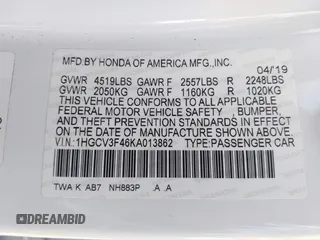 MFD. BY HONDA OF AMERICA MFG.,INC.
04/19
GVWR 4519LBS GAWR F 2557LBS R 2248LBS
GVWR 2050KG GAWR F 1160KG R 1020KG
THIS VEHICLE CONFORMS TO ALL APPLICABLE
FEDERAL MOTOR VEHICLE SAFETY, BUMPER,
AND THEFT PREVENTION STANDARDS IN EFFECT
ON THE DATE OF MANUFACTURE SHOWN ABOVE.
V I N: 1HGCV3F46KA013862 TYPE:PASSENGER CAR
TWA K AB7 NH883P .A .A
© BIDCARS.COM